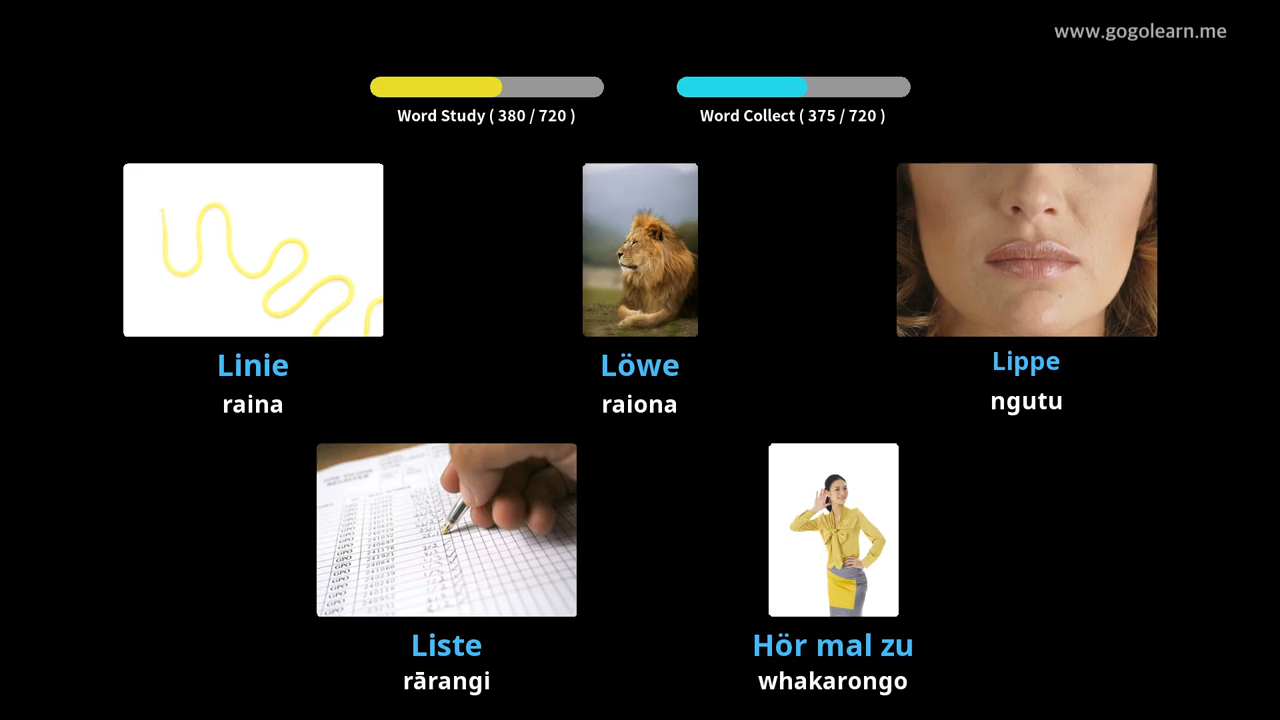 www.gogolearn.me
Word Study ( 380 / 720 )
Word Collect ( 375 / 720 )
Linie
raina
Löwe
raiona
Lippe
ngutu
Liste
rārangi
Hör mal zu
whakarongo